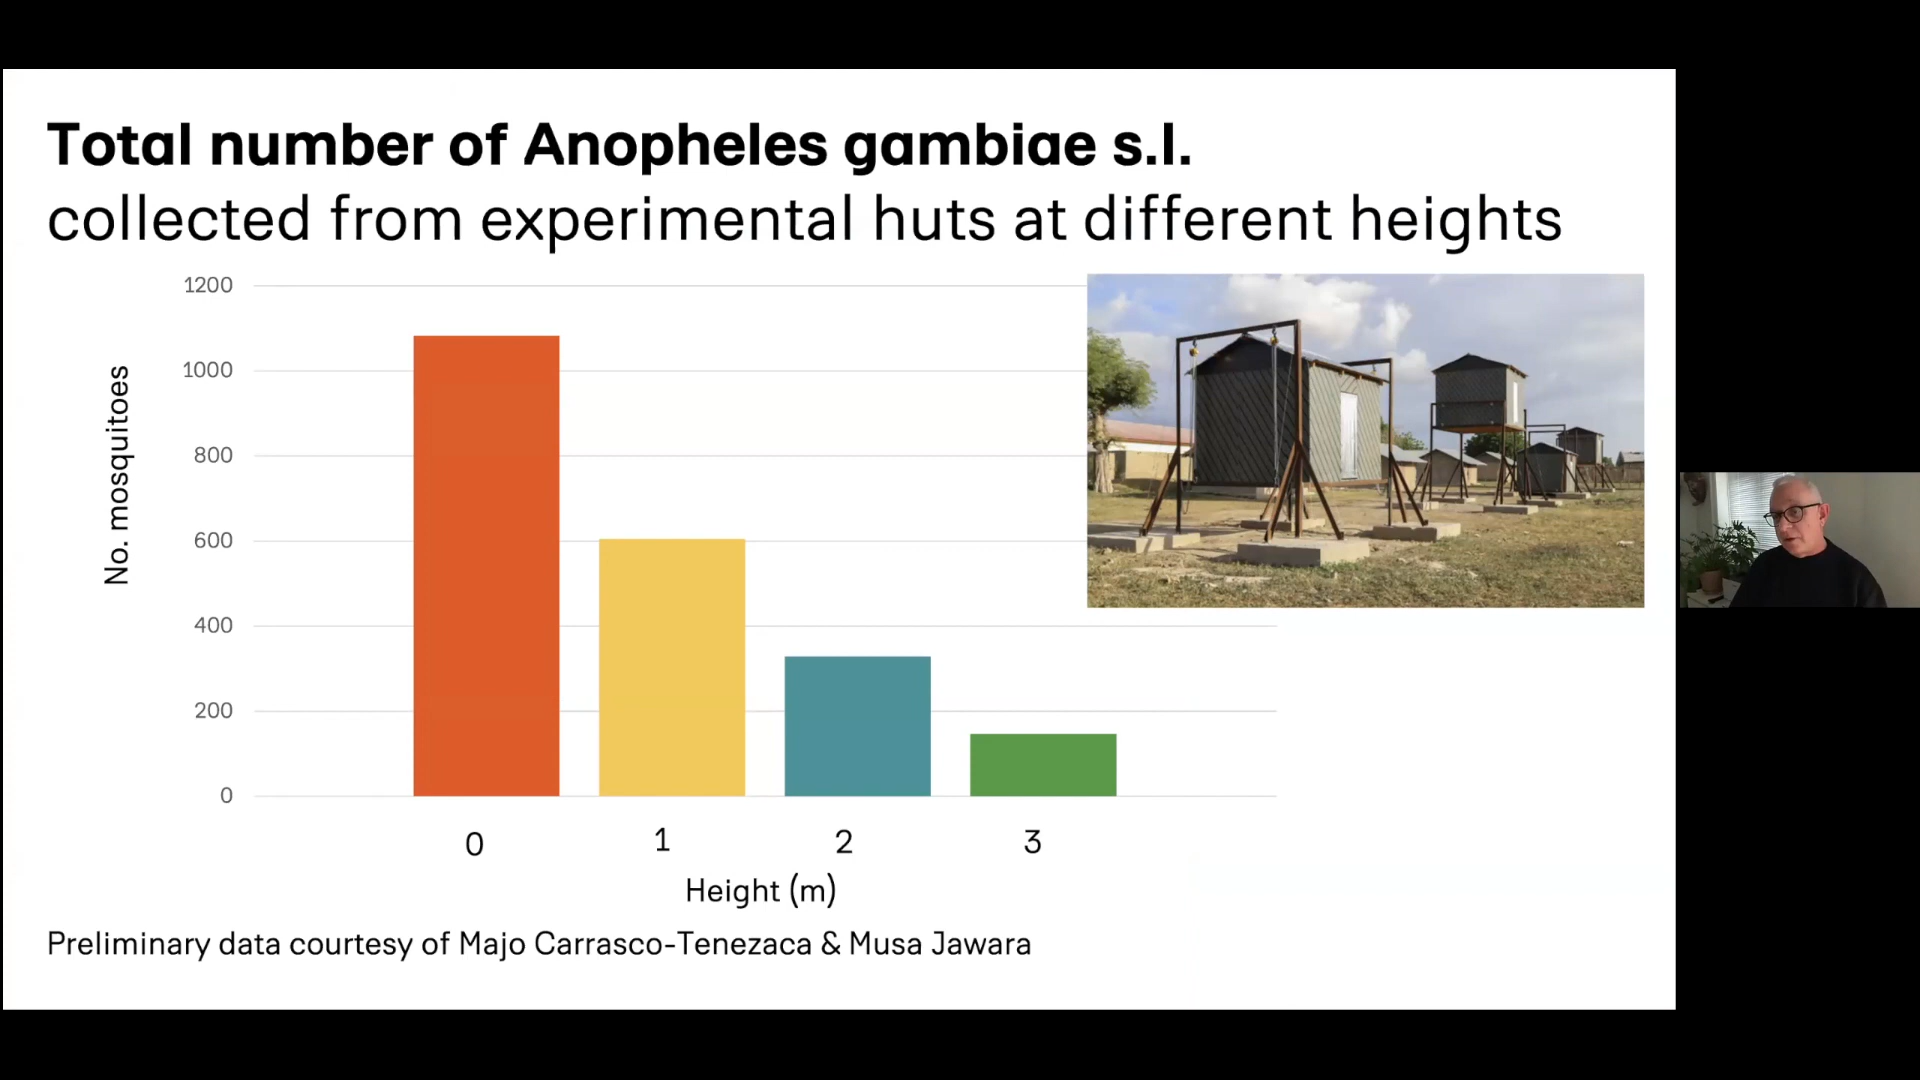 Total number of Anopheles gambiae s.l.
collected from experimental huts at different heights
1200
1000
800
600
400
200
0
No. mosquitoes
0 1 2 3
Height (m)
Preliminary data courtesy of Majo Carrasco-Tenezaca & Musa Jawara